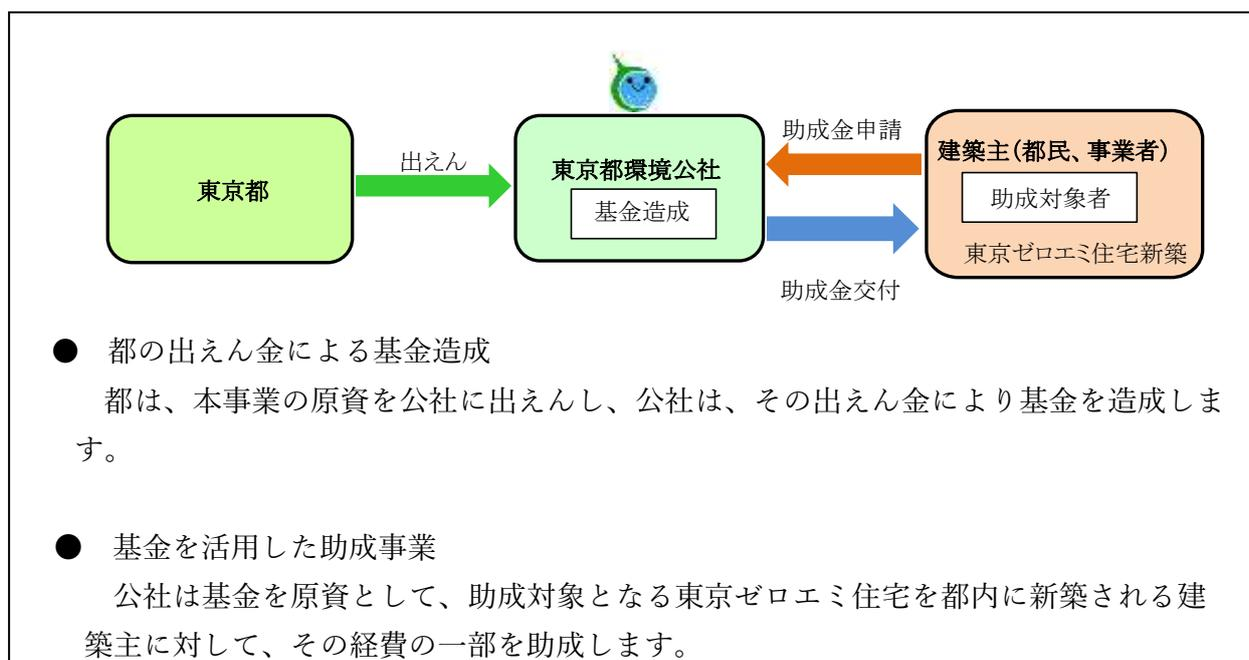 東京都
出えん
東京都環境公社
基金造成
助成金申請
助成金交付
建築主（都民、事業者）
助成対象者
東京ゼロエミ住宅新築
● 都の出えん金による基金造成
都は、本事業の原資を公社に出えんし、公社は、その出えん金により基金を造成しま
す。
● 基金を活用した助成事業
公社は基金を原資として、助成対象となる東京ゼロエミ住宅を都内に新築される建
築主に対して、その経費の一部を助成します。